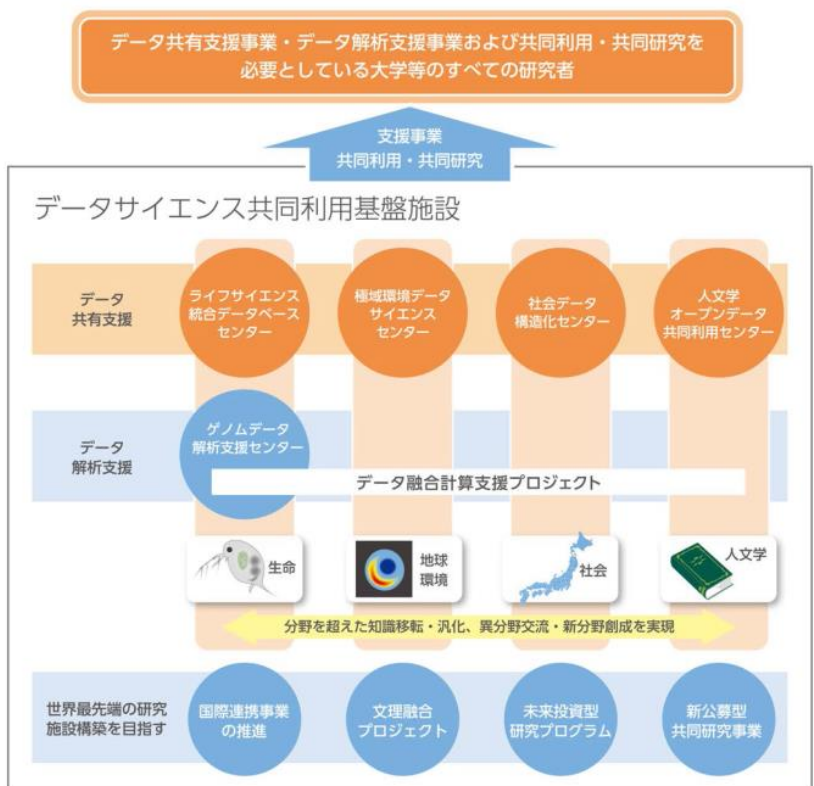 データ共有支援事業・データ解析支援事業および共同利用・共同研究を
必要としている大学等のすべての研究者
支援事業
共同利用・共同研究
データサイエンス共同利用基盤施設
データ
共有支援
ライフサイエンス
統合データベース
センター
極域環境データ
サイエンス
センター
社会データ
構造化センター
人文学
オープンデータ
共同利用センター
データ
解析支援
ゲノムデータ
解析支援センター
データ融合計算支援プロジェクト
生命
地球
環境
社会
人文学
分野を超えた知識移転・汎化、異分野交流・新分野創成を実現
世界最先端の研究
施設構築を目指す
国際連携事業
の推進
文理融合
プロジェクト
未来投資型
研究プログラム
新公募型
共同研究事業